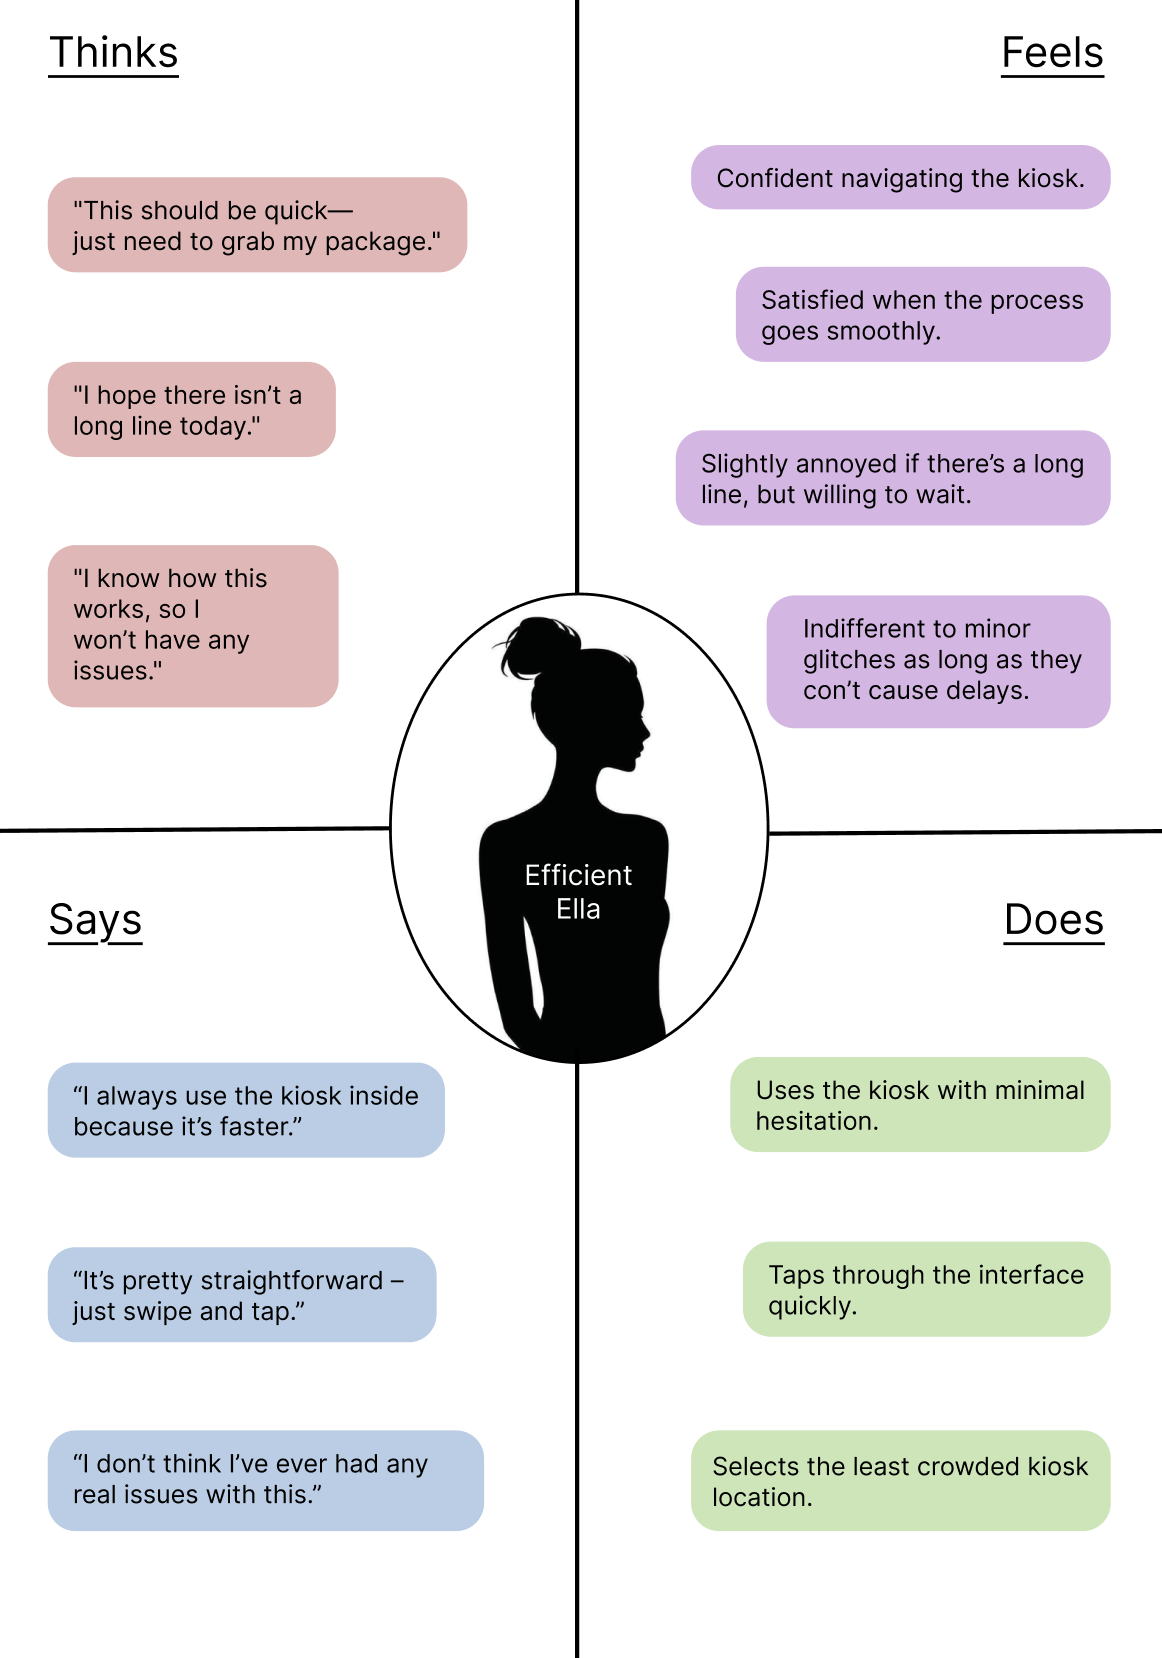 Thinks
"This should be quick—
just need to grab my package."
"I hope there isn’t a
long line today."
"I know how this
works, so I
won’t have any
issues."
Feels
Confident navigating the kiosk.
Satisfied when the process
goes smoothly.
Slightly annoyed if there’s a long
line, but willing to wait.
Indifferent to minor
glitches as long as they
con’t cause delays.
Efficient
Ella
Says
“I always use the kiosk inside
because it’s faster.”
“It’s pretty straightforward –
just swipe and tap.”
“I don’t think I’ve ever had any
real issues with this.”
Does
Uses the kiosk with minimal
hesitation.
Taps through the interface
quickly.
Selects the least crowded kiosk
location.